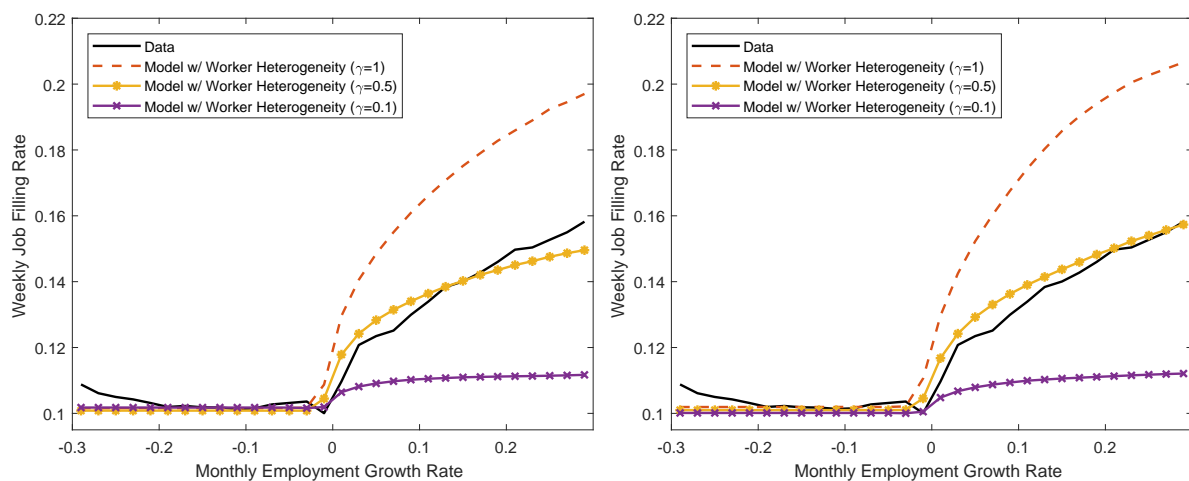 0.22
0.2
0.18
0.16
0.14
0.12
0.1
Weekly Job Filling Rate
Data
Model w/ Worker Heterogeneity (γ=1)
Model w/ Worker Heterogeneity (γ=0.5)
Model w/ Worker Heterogeneity (γ=0.1)
-0.3 -0.2 -0.1 0 0.1 0.2
Monthly Employment Growth Rate
0.22
0.2
0.18
0.16
0.14
0.12
0.1
Weekly Job Filling Rate
Data
Model w/ Worker Heterogeneity (γ=1)
Model w/ Worker Heterogeneity (γ=0.5)
Model w/ Worker Heterogeneity (γ=0.1)
-0.3 -0.2 -0.1 0 0.1 0.2
Monthly Employment Growth Rate